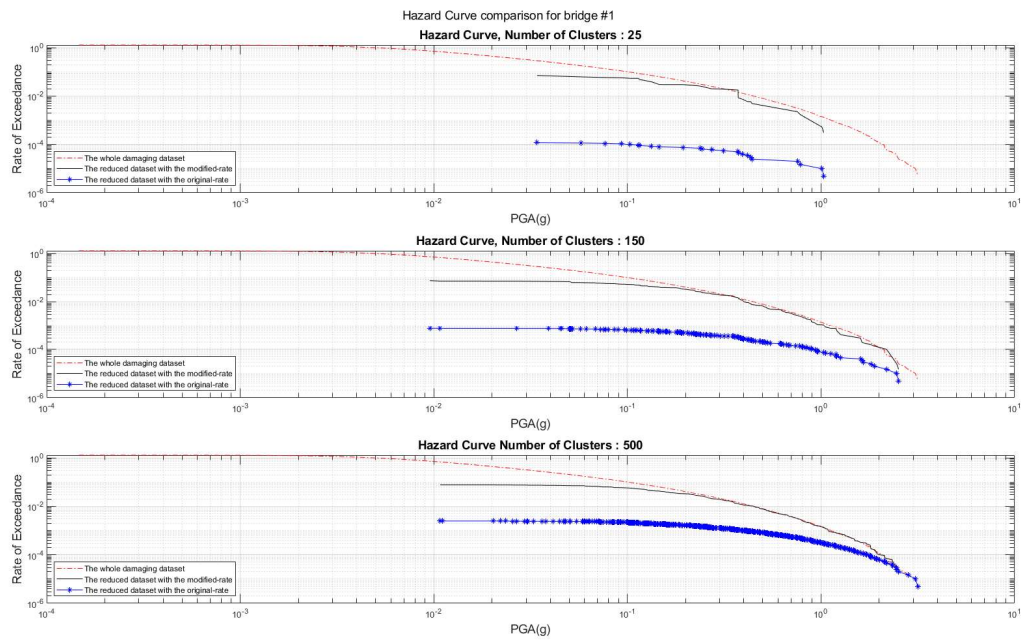 Hazard Curve comparison for bridge #1
Hazard Curve, Number of Clusters : 25
Rate of Exceedance
10^0
10^-2
10^-4
10^-6
The whole damaging dataset
The reduced dataset with the modified-rate
The reduced dataset with the original-rate
10^-4 10^-3 10^-2 10^-1 10^0 10^1
PGA(g)
Hazard Curve, Number of Clusters : 150
Rate of Exceedance
10^0
10^-2
10^-4
10^-6
The whole damaging dataset
The reduced dataset with the modified-rate
The reduced dataset with the original-rate
10^-4 10^-3 10^-2 10^-1 10^0 10^1
PGA(g)
Hazard Curve Number of Clusters : 500
Rate of Exceedance
10^0
10^-2
10^-4
10^-6
The whole damaging dataset
The reduced dataset with the modified-rate
The reduced dataset with the original-rate
10^-4 10^-3 10^-2 10^-1 10^0 10^1
PGA(g)